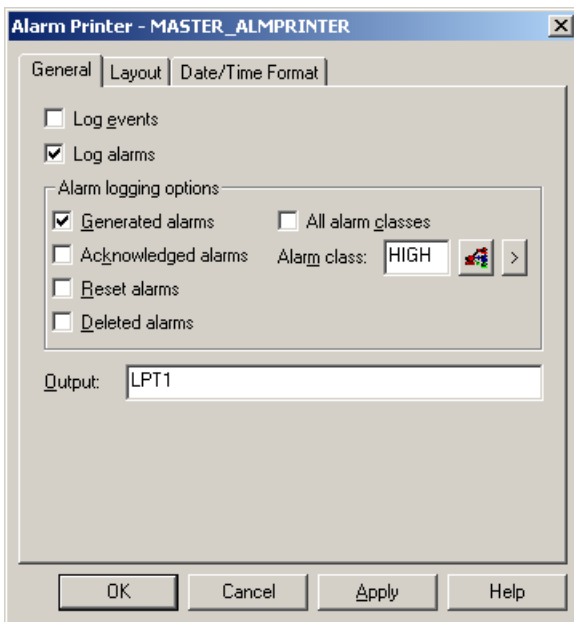 Alarm Printer - MASTER_ALMPRINTER
General Layout Date/Time Format
Log events
Log alarms
Alarm logging options
Generated alarms All alarm classes
Acknowledged alarms Alarm class: HIGH >
Reset alarms
Deleted alarms
Output: LPT1
OK Cancel Apply Help